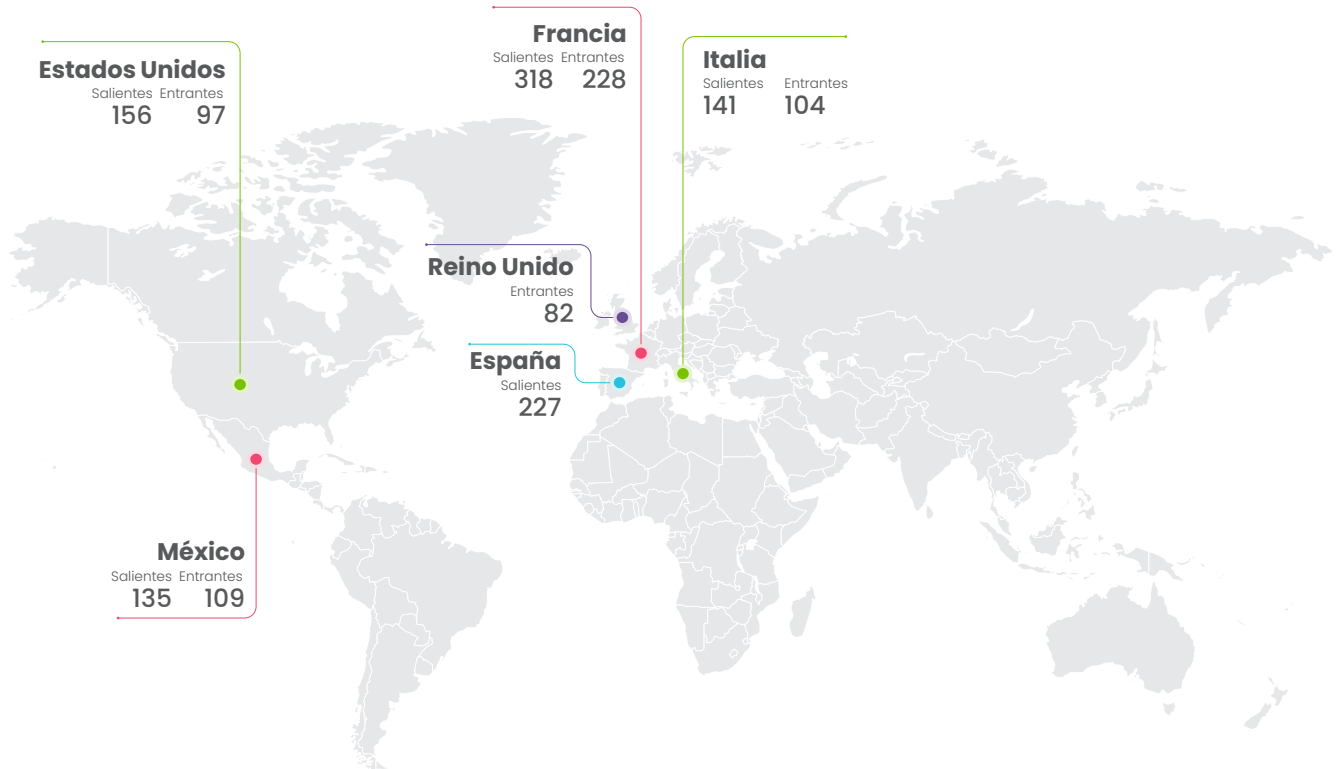 Francia
Salientes Entrantes
318 228
Italia
Salientes Entrantes
141 104
Estados Unidos
Salientes Entrantes
156 97
Reino Unido
Entrantes
82
España
Salientes
227
México
Salientes Entrantes
135 109